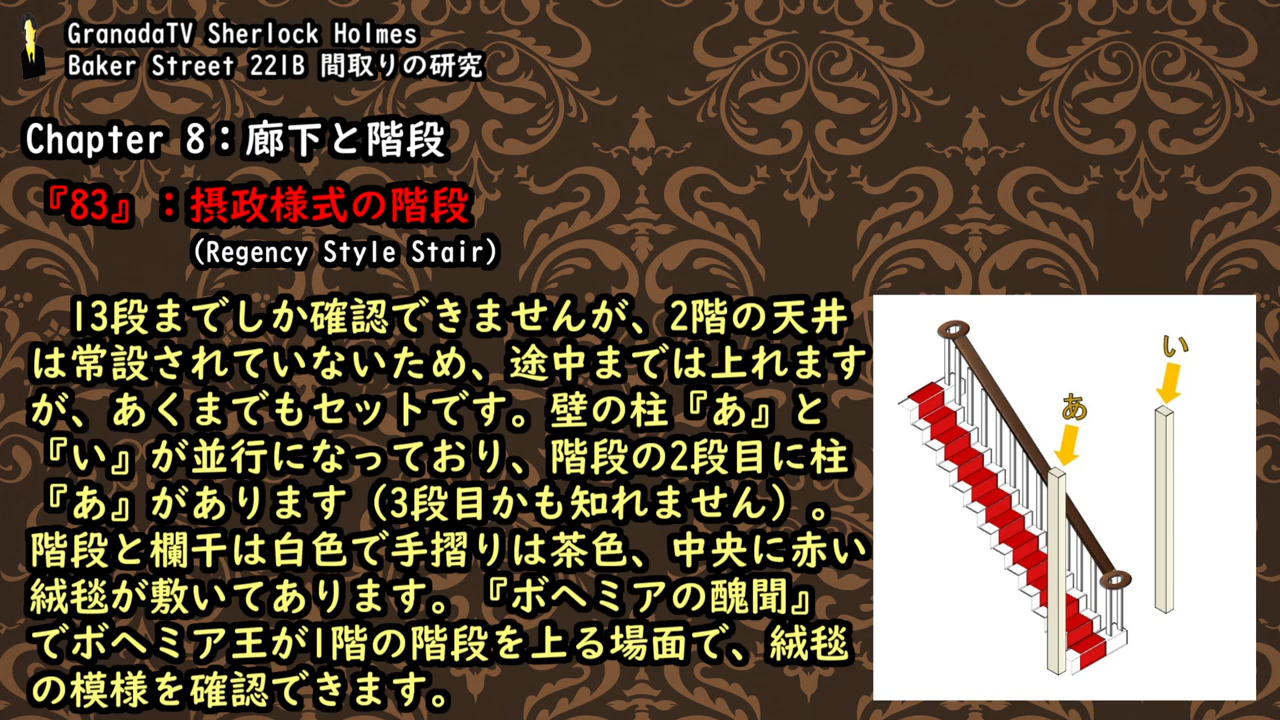 GranadaTV Sherlock Holmes
Baker Street 221B 間取りの研究
Chapter 8：廊下と階段
『83』：摂政様式の階段
(Regency Style Stair)
13段までしか確認できませんが、2階の天井
は常設されていないため、途中までは上れます
が、あくまでもセットです。壁の柱『あ』と
『い』が並行になっており、階段の2段目に柱
『あ』があります（3段目かも知れません）。
階段と欄干は白色で手摺りは茶色、中央に赤い
絨毯が敷いてあります。『ボヘミアの醜聞』
でボヘミア王が1階の階段を上る場面で、絨毯
の模様を確認できます。
い
あ